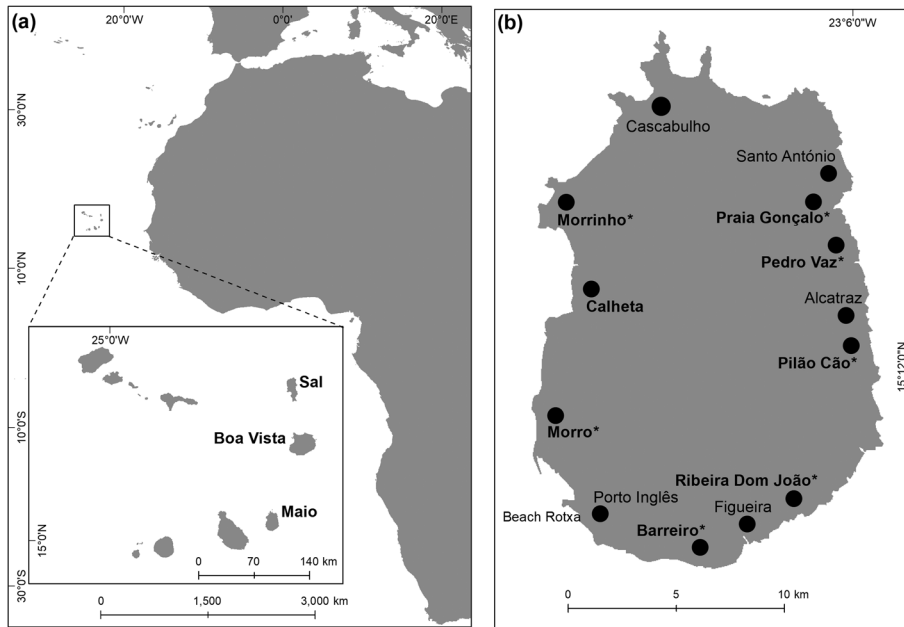 (a)
20°0'W
0°0'
20°0'E
30°0'N
10°0'N
10°0'S
30°0'S
25°0'W
Sal
Boa Vista
Maio
15°0'N
0
70
140 km
0
1,500
3,000 km
(b)
23°6'0"W
Cascabulho
Santo António
Morrinho*
Praia Gonçalo*
Pedro Vaz*
Calheta
Alcatraz
Pilão Cão*
15°12'0"N
Morro*
Ribeira Dom João*
Porto Inglês
Figueira
Beach Rotxa
Barreiro*
0
5
10 km